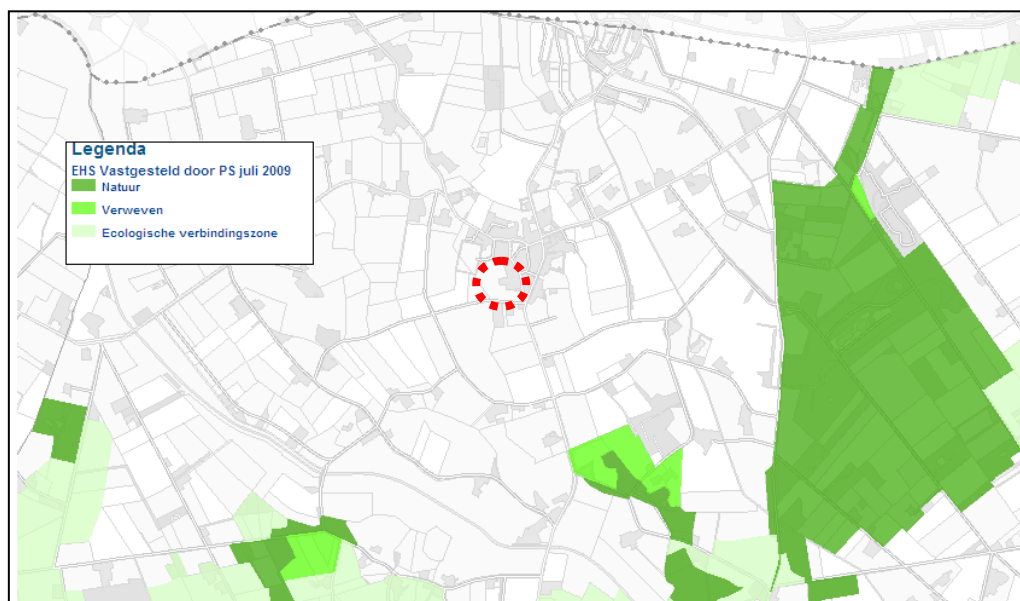 Legenda
EHS Vastgesteld door PS juli 2009
Natuur
Verweven
Ecologische verbindingszone